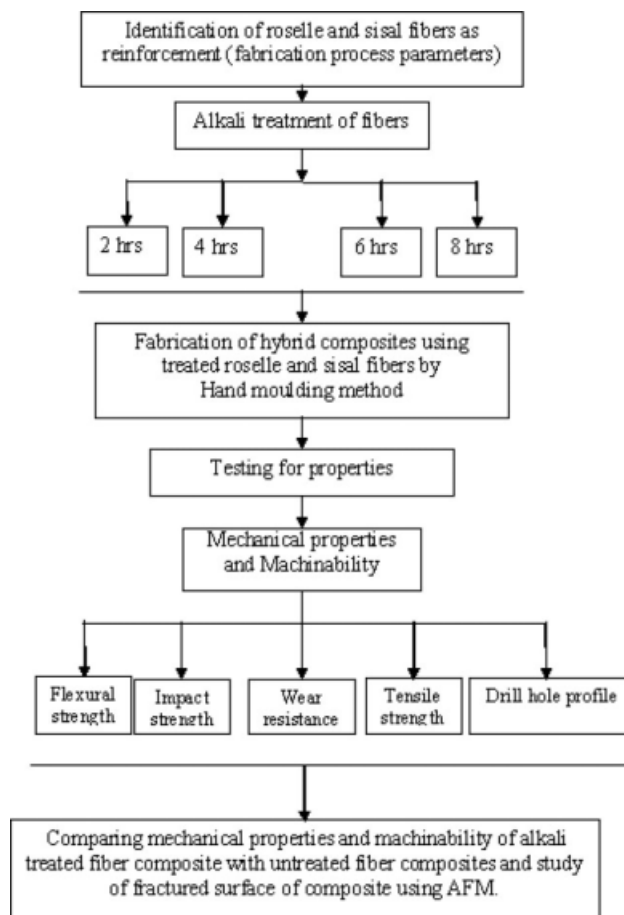 Identification of roselle and sisal fibers as
reinforcement (fabrication process parameters)
Alkali treatment of fibers
2 hrs
4 hrs
6 hrs
8 hrs
Fabrication of hybrid composites using
treated roselle and sisal fibers by
Hand moulding method
Testing for properties
Mechanical properties
and Machinability
Flexural
strength
Impact
strength
Wear
resistance
Tensile
strength
Drill hole profile
Comparing mechanical properties and machinability of alkali
treated fiber composite with untreated fiber composites and study
of fractured surface of composite using AFM.